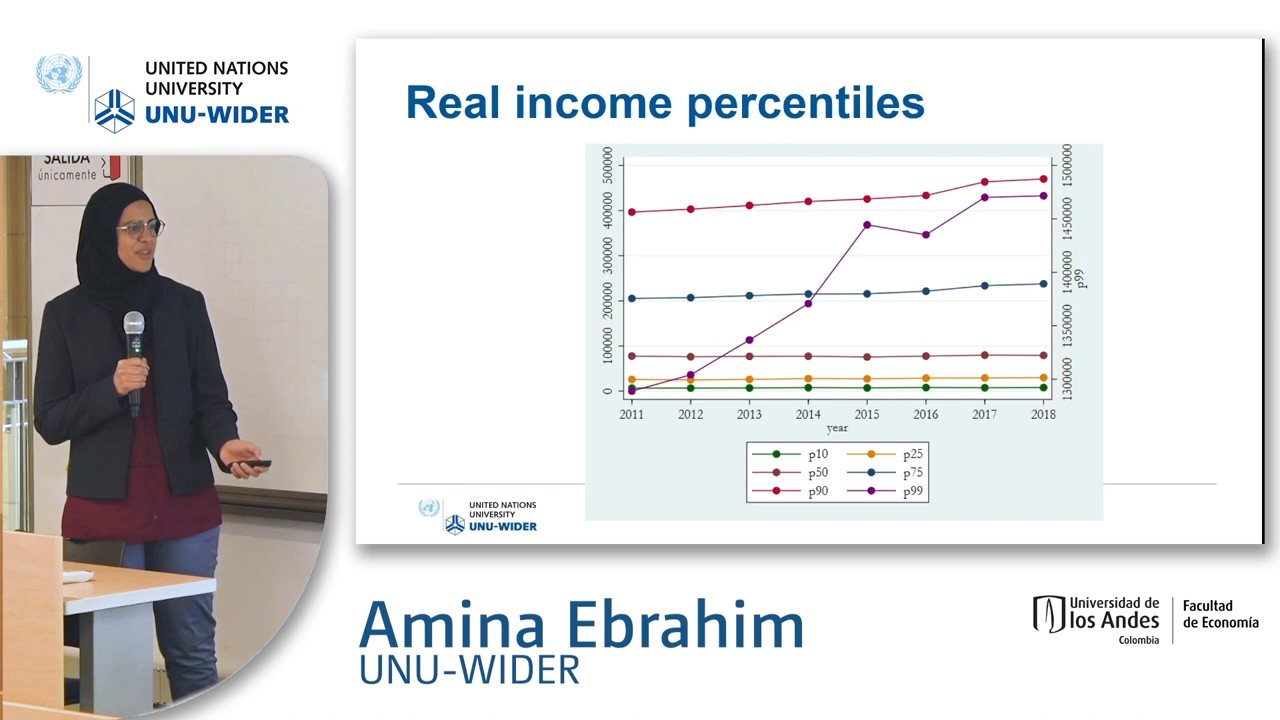 UNITED NATIONS
UNIVERSITY
UNU-WIDER
SALIDA
únicamente
Real income percentiles
500000
400000
300000
200000
100000
0
1500000
1450000
1400000
1350000
1300000
p99
2011 2012 2013 2014 2015 2016 2017 2018
year
p10 p25
p50 p75
p90 p99
UNITED NATIONS
UNIVERSITY
UNU-WIDER
Amina Ebrahim
UNU-WIDER
Universidad de
los Andes
Colombia
Facultad
de Economía